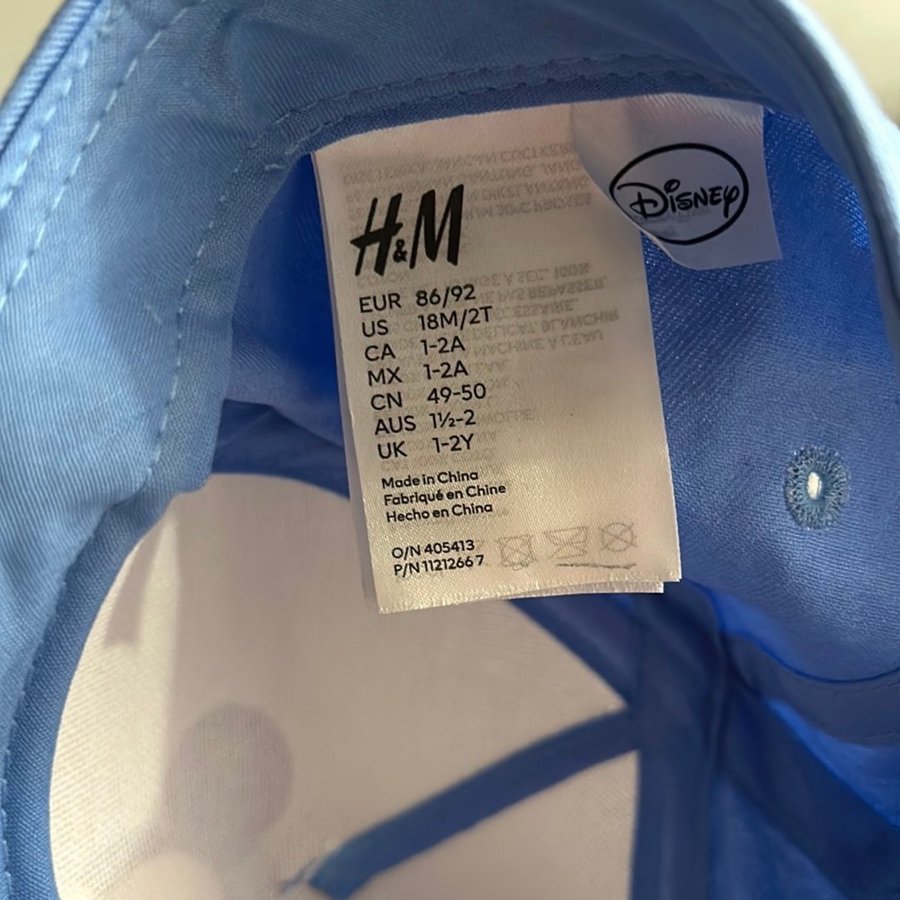 H&M
Disney
EUR 86/92
US 18M/2T
CA 1-2A
MX 1-2A
CN 49-50
AUS 1½-2
UK 1-2Y
Made in China
Fabriqué en Chine
Hecho en China
O/N 405413
P/N 1121266 7